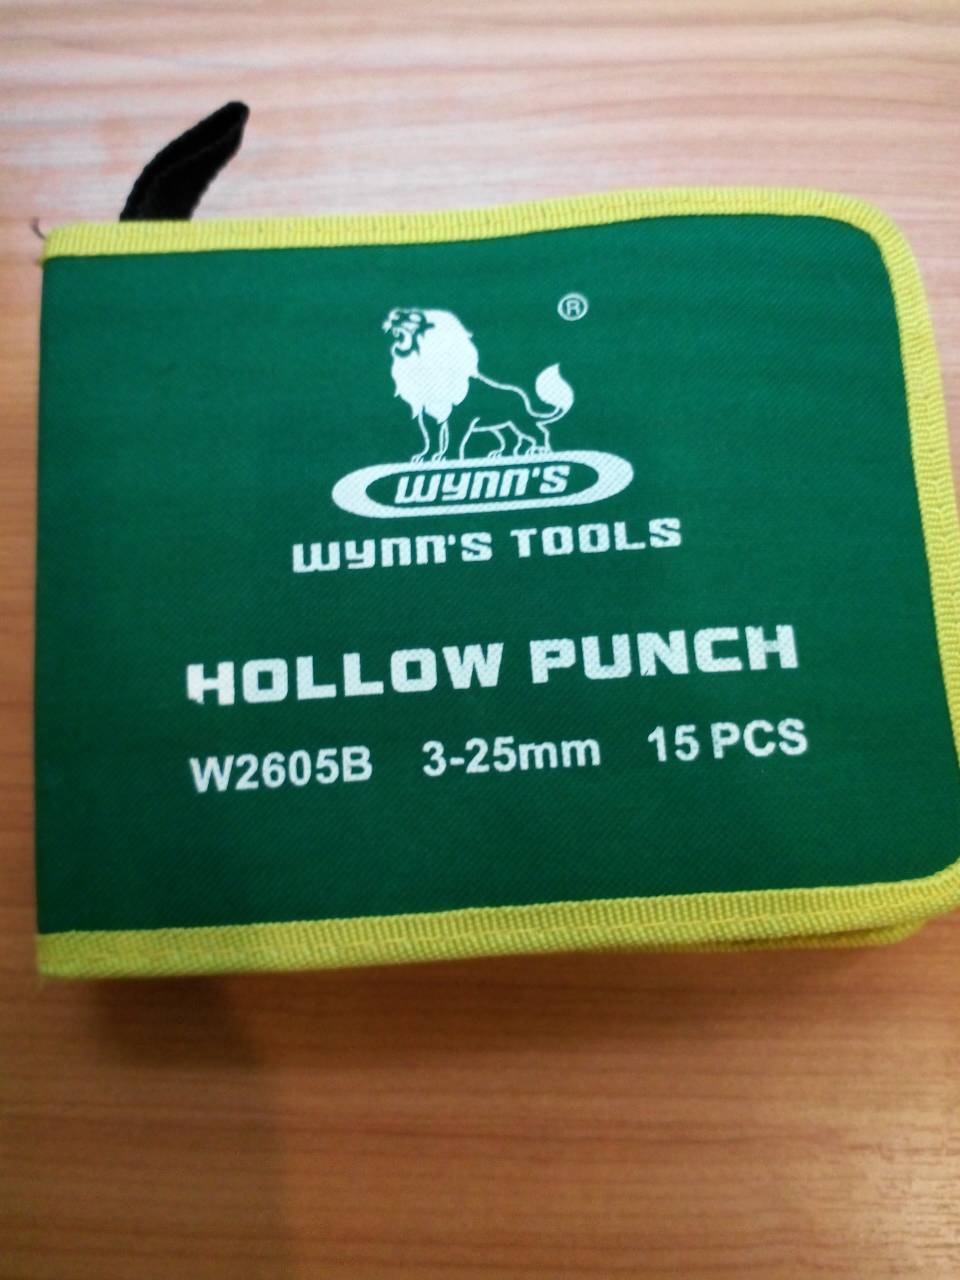 ®
WYNN'S
WYNN'S TOOLS
HOLLOW PUNCH
W2605B 3-25mm 15 PCS